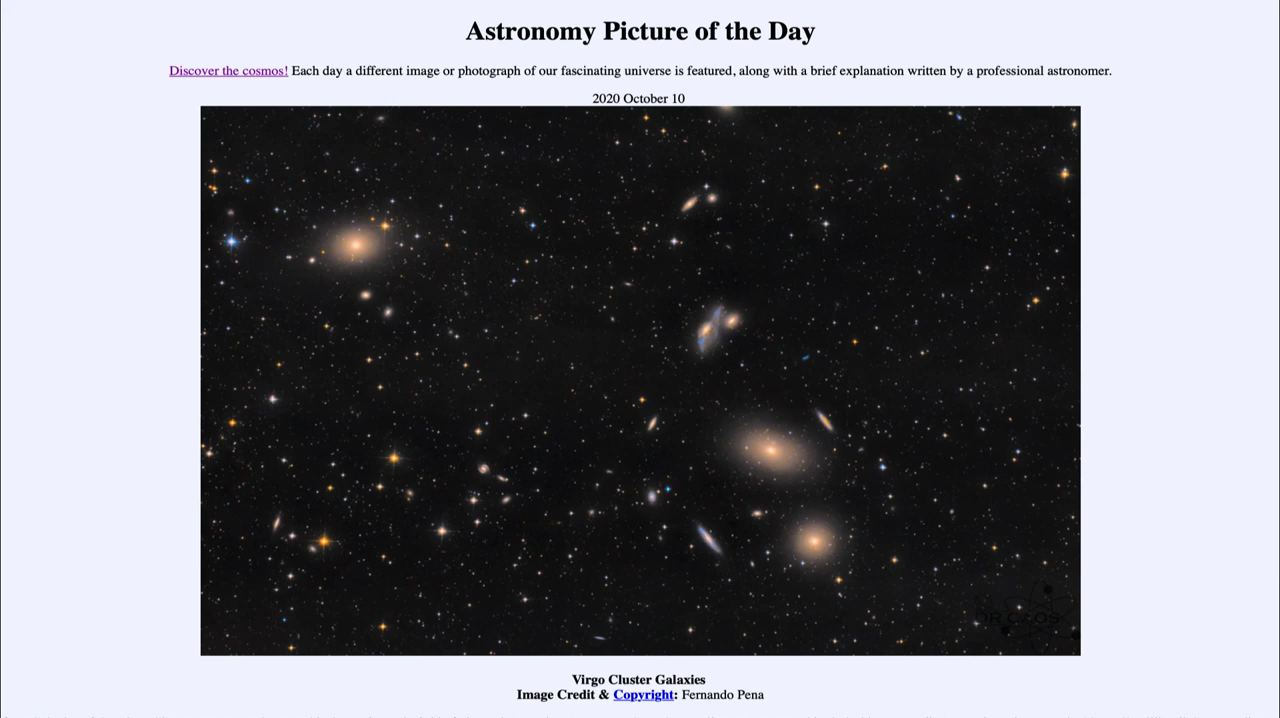 Astronomy Picture of the Day
Discover the cosmos! Each day a different image or photograph of our fascinating universe is featured, along with a brief explanation written by a professional astronomer.
2020 October 10
DR CAOS
Virgo Cluster Galaxies
Image Credit & Copyright: Fernando Pena